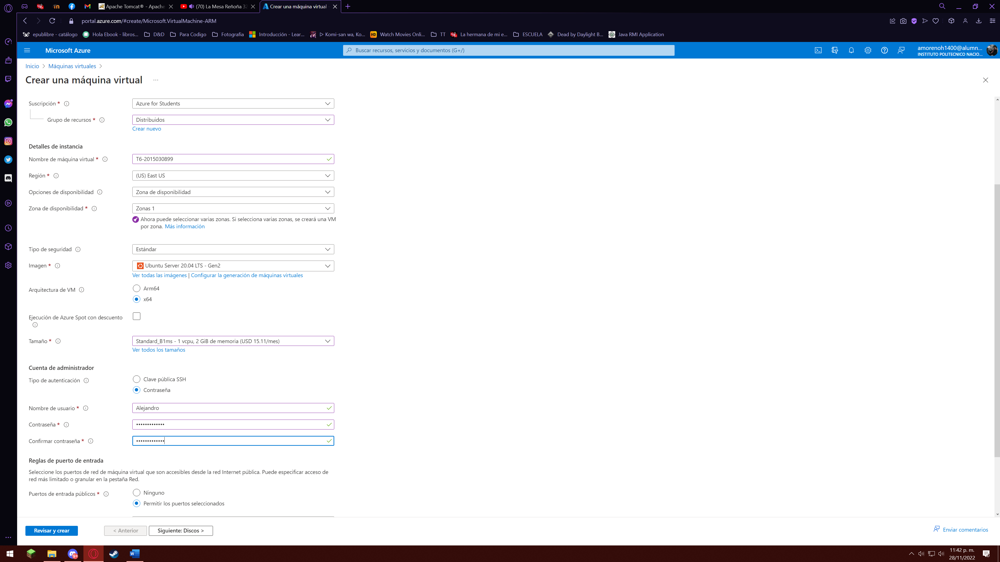 Apache Tomcat® - Apache
(70) La Mesa Reñoña 32
Crear una máquina virtual
portal.azure.com/#create/Microsoft.VirtualMachine-ARM
epublibre - catálogo
Hola Ebook - libros...
D&D
Para Codigo
Fotografia
Introducción - Lear...
▷ Komi-san wa, Ko...
HD
Watch Movies Onli...
TT
La hermana de mi e...
ESCUELA
Dead by Daylight B...
Java RMI Application
Microsoft Azure
Buscar recursos, servicios y documentos (G+/)
amorenoh1400@alumn...
INSTITUTO POLITECNICO NACIO...
Inicio > Máquinas virtuales >
Crear una máquina virtual ...
Suscripción *
Azure for Students
Grupo de recursos *
Distribuidos
Crear nuevo
Detalles de instancia
Nombre de máquina virtual *
T6-2015030899
Región *
(US) East US
Opciones de disponibilidad
Zona de disponibilidad
Zona de disponibilidad *
Zonas 1
Ahora puede seleccionar varias zonas. Si selecciona varias zonas, se creará una VM
por zona. Más información
Tipo de seguridad
Estándar
Imagen *
Ubuntu Server 20.04 LTS - Gen2
Ver todas las imágenes | Configurar la generación de máquinas virtuales
Arquitectura de VM
Arm64
x64
Ejecución de Azure Spot con descuento
Tamaño *
Standard_B1ms - 1 vcpu, 2 GiB de memoria (USD 15.11/mes)
Ver todos los tamaños
Cuenta de administrador
Tipo de autenticación
Clave pública SSH
Contraseña
Nombre de usuario *
Alejandro
Contraseña *
•••••••••••••
Confirmar contraseña *
•••••••••••••
Reglas de puerto de entrada
Seleccione los puertos de red de máquina virtual que son accesibles desde la red Internet pública. Puede especificar acceso de
red más limitado o granular en la pestaña Red.
Puertos de entrada públicos *
Ninguno
Permitir los puertos seleccionados
Revisar y crear
< Anterior
Siguiente: Discos >
Enviar comentarios
9+
W
11:42 p. m.
28/11/2022